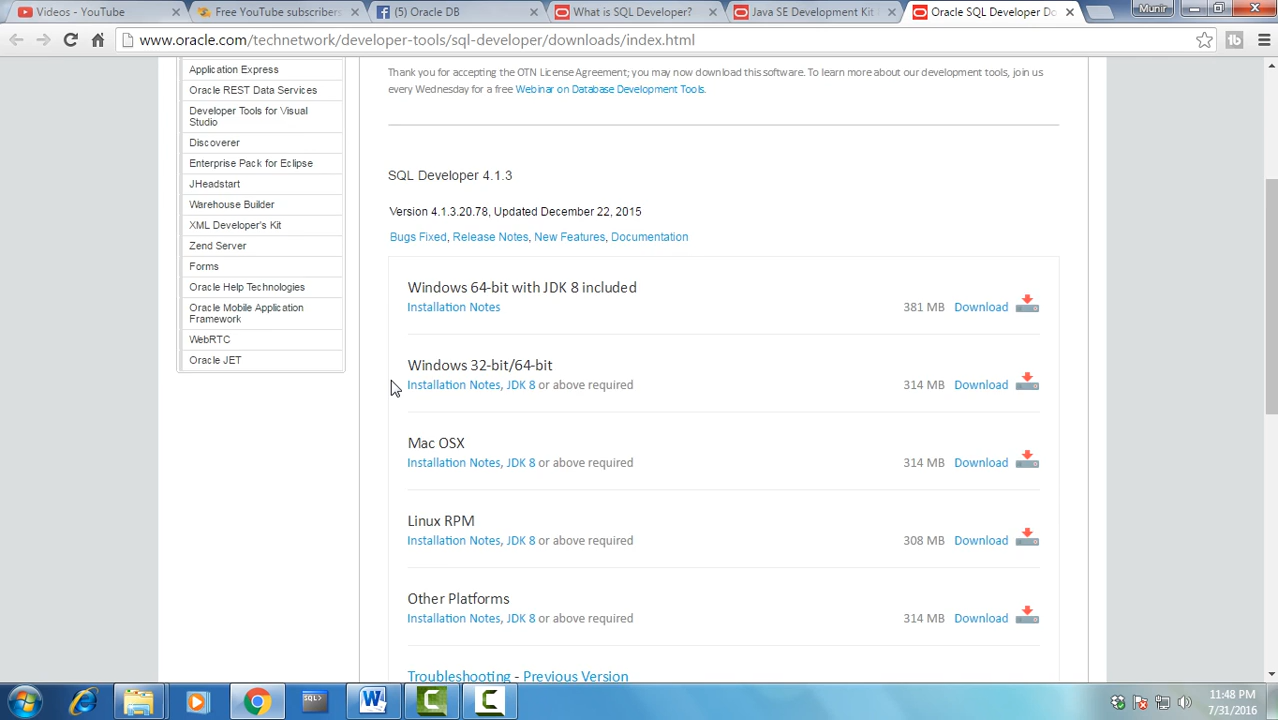 Videos - YouTube
Free YouTube subscribers
(5) Oracle DB
What is SQL Developer?
Java SE Development Kit
Oracle SQL Developer Do
Munir
www.oracle.com/technetwork/developer-tools/sql-developer/downloads/index.html
Application Express
Oracle REST Data Services
Developer Tools for Visual
Studio
Discoverer
Enterprise Pack for Eclipse
JHeadstart
Warehouse Builder
XML Developer's Kit
Zend Server
Forms
Oracle Help Technologies
Oracle Mobile Application
Framework
WebRTC
Oracle JET
Thank you for accepting the OTN License Agreement; you may now download this software. To learn more about our development tools, join us
every Wednesday for a free Webinar on Database Development Tools.
SQL Developer 4.1.3
Version 4.1.3.20.78, Updated December 22, 2015
Bugs Fixed, Release Notes, New Features, Documentation
Windows 64-bit with JDK 8 included
Installation Notes 381 MB Download
Windows 32-bit/64-bit
Installation Notes, JDK 8 or above required 314 MB Download
Mac OSX
Installation Notes, JDK 8 or above required 314 MB Download
Linux RPM
Installation Notes, JDK 8 or above required 308 MB Download
Other Platforms
Installation Notes, JDK 8 or above required 314 MB Download
Troubleshooting - Previous Version
11:48 PM
7/31/2016